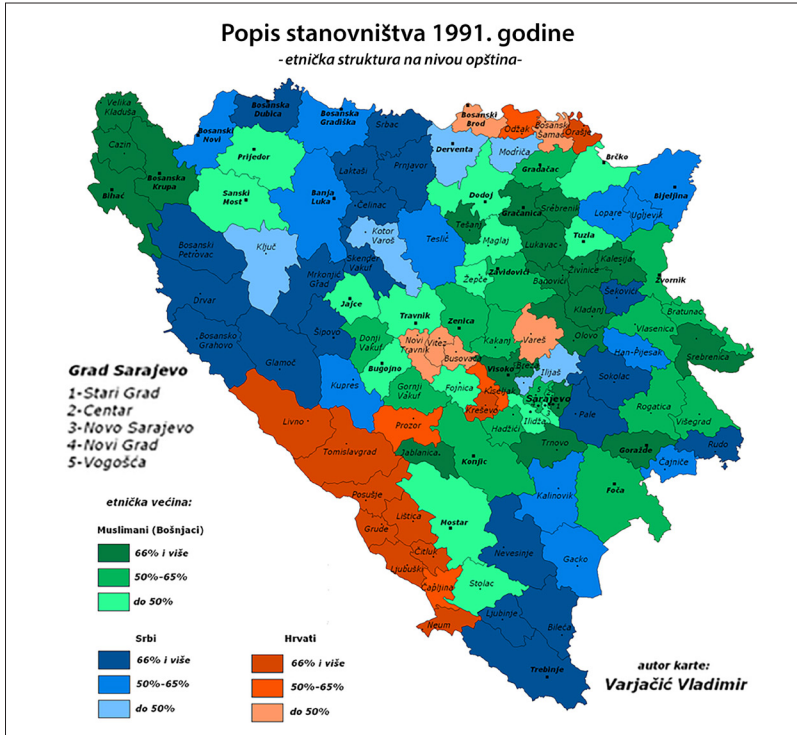 Popis stanovništva 1991. godine
-etnička struktura na nivou opština-
Velika
Kladuša
Cazin
Bihać
Bosanska
Krupa
Bosanski
Novi
Bosanska
Dubica
Bosanska
Gradiška
Prijedor
Sanski
Most
Banja
Luka
Laktaši
Srbac
Prnjavor
Čelinac
Derventa
Bosanski
Brod
Odžak
Bosanski
Šamac
Orašje
Modriča
Brčko
Gradačac
Dodoj
Gračanica
Srebrenik
Lopare
Ugljevik
Bijeljina
Bosanski
Petrovac
Ključ
Kotor
Varoš
Skender
Vakuf
Teslić
Tešanj
Maglaj
Lukavac
Tuzla
Kalesija
Zvornik
Živinice
Banovići
Zavidovići
Žepče
Mrkonjić
Grad
Drvar
Jajce
Šipovo
Bosansko
Grahovo
Glamoč
Donji
Vakuf
Travnik
Zenica
Novi
Travnik
Vitez
Busovača
Kakanj
Vareš
Olovo
Kladanj
Šekovići
Vlasenica
Bratunac
Srebrenica
Han-Pijesak
Sokolac
Kupres
Bugojno
Gornji
Vakuf
Fojnica
Kiseljak
Kreševo
Visoko
Breza
Ilijaš
Sarajevo
Ilidža
Hadžići
Pale
Rogatica
Višegrad
Rudo
Trnovo
Goražde
Čajniče
Foča
Livno
Tomislavgrad
Prozor
Jablanica
Konjic
Kalinovik
Posušje
Lištica
Grude
Mostar
Čitluk
Ljubuški
Čapljina
Stolac
Nevesinje
Gacko
Neum
Ljubinje
Bileća
Trebinje
Grad Sarajevo
1-Stari Grad
2-Centar
3-Novo Sarajevo
4-Novi Grad
5-Vogošća
etnička većina:
Muslimani (Bošnjaci)
66% i više
50%-65%
do 50%
Srbi
66% i više
50%-65%
do 50%
Hrvati
66% i više
50%-65%
do 50%
autor karte:
Varjačić Vladimir